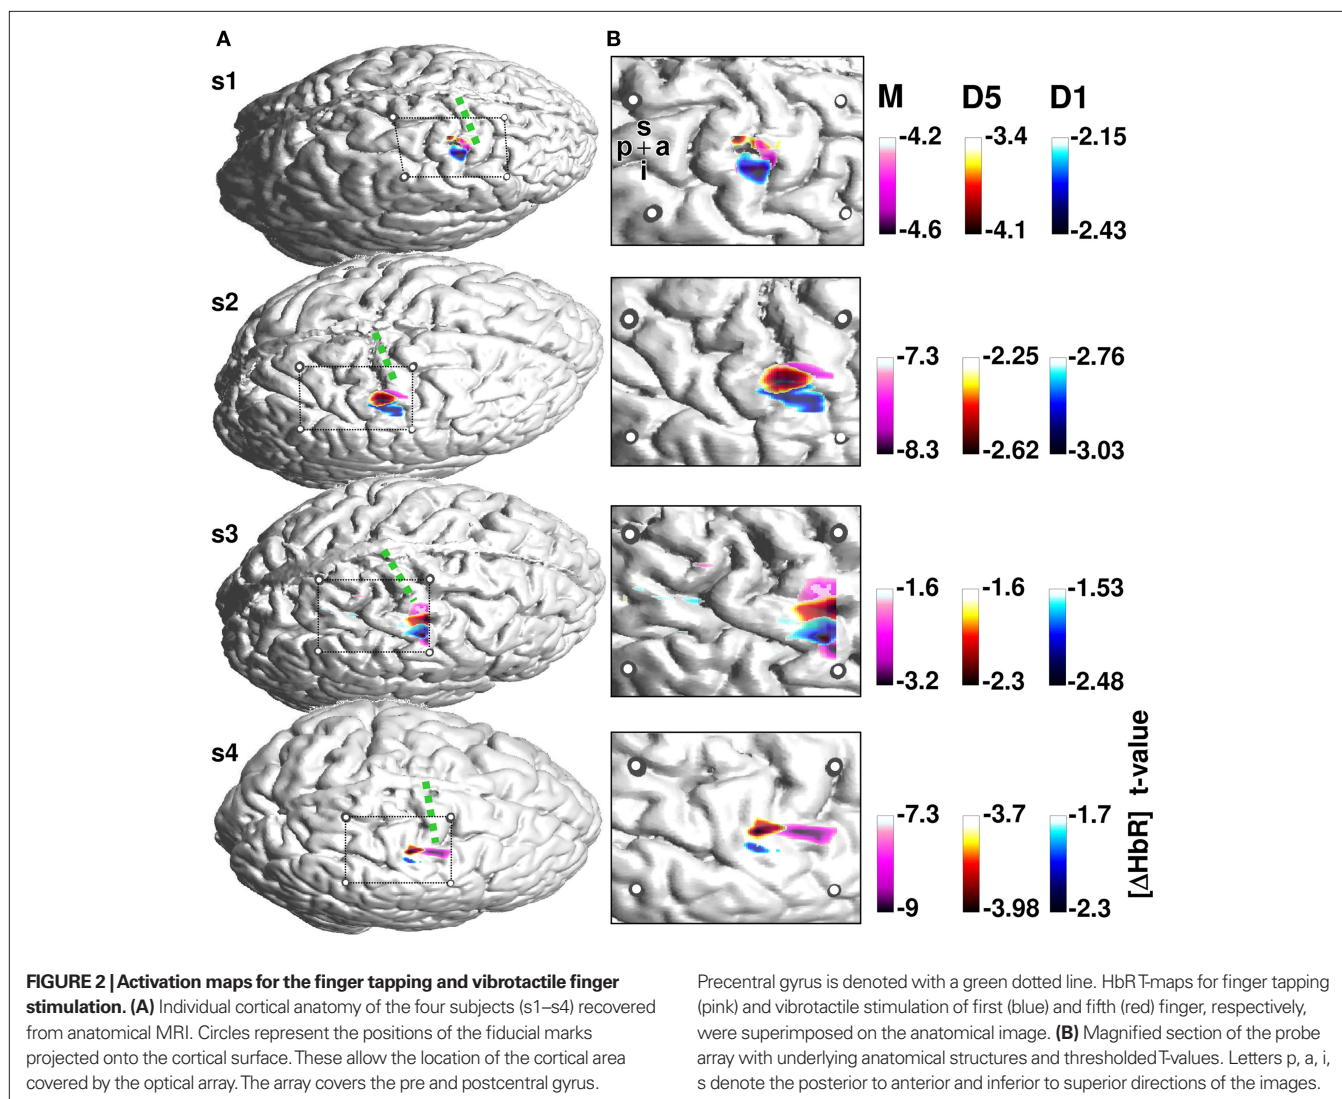 A
B
s1
s
p + a
i
M
D5
D1
-4.2
-4.6
-3.4
-4.1
-2.15
-2.43
s2
-7.3
-8.3
-2.25
-2.62
-2.76
-3.03
s3
-1.6
-3.2
-1.6
-2.3
-1.53
-2.48
s4
-7.3
-9
-3.7
-3.98
-1.7
-2.3
[ΔHbR] t-value
FIGURE 2 | Activation maps for the finger tapping and vibrotactile finger
stimulation. (A) Individual cortical anatomy of the four subjects (s1–s4) recovered
from anatomical MRI. Circles represent the positions of the fiducial marks
projected onto the cortical surface. These allow the location of the cortical area
covered by the optical array. The array covers the pre and postcentral gyrus.
Precentral gyrus is denoted with a green dotted line. HbR T-maps for finger tapping
(pink) and vibrotactile stimulation of first (blue) and fifth (red) finger, respectively,
were superimposed on the anatomical image. (B) Magnified section of the probe
array with underlying anatomical structures and thresholded T-values. Letters p, a, i,
s denote the posterior to anterior and inferior to superior directions of the images.